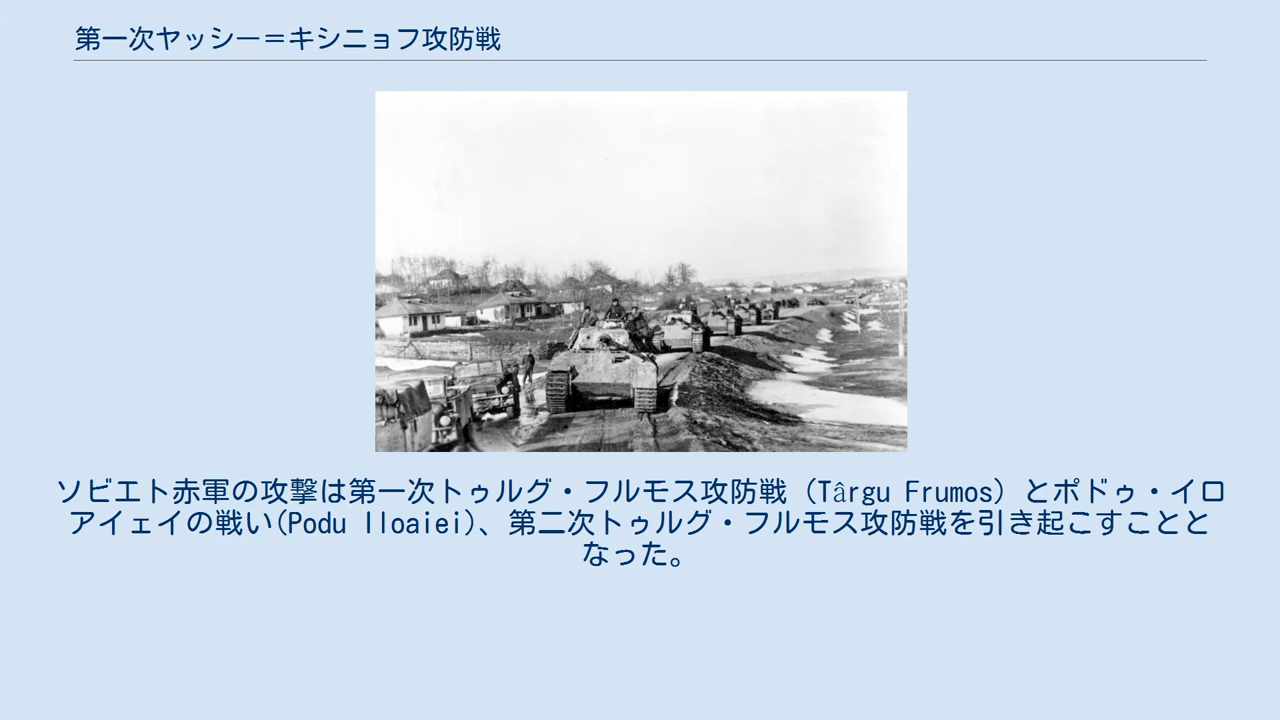 第一次ヤッシー＝キシニョフ攻防戦
ソビエト赤軍の攻撃は第一次トゥルグ・フルモス攻防戦（Târgu Frumos）とポドゥ・イロ
アイェイの戦い(Podu Iloaiei)、第二次トゥルグ・フルモス攻防戦を引き起こすことと
なった。